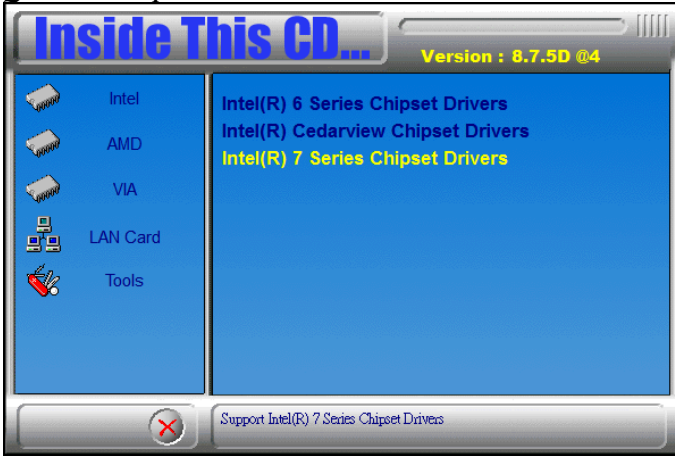 Inside This CD...
Version : 8.7.5D @4
Intel
AMD
VIA
LAN Card
Tools
Intel(R) 6 Series Chipset Drivers
Intel(R) Cedarview Chipset Drivers
Intel(R) 7 Series Chipset Drivers
Support Intel(R) 7 Series Chipset Drivers